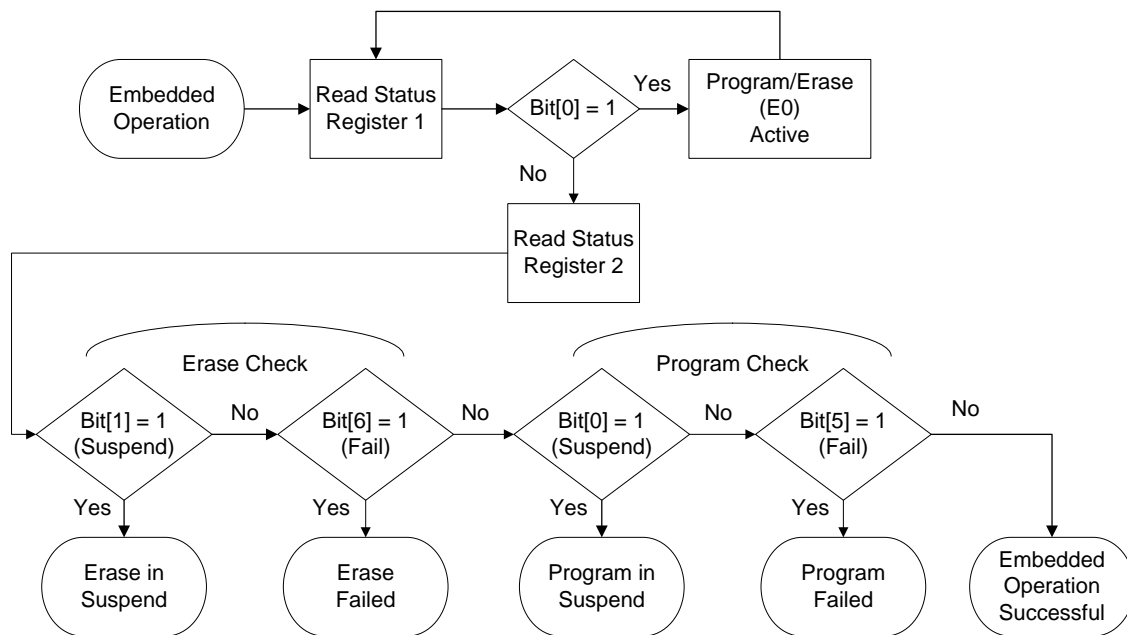 Embedded
Operation
Read Status
Register 1
Bit[0] = 1
Yes
Program/Erase
(E0)
Active
No
Read Status
Register 2
Erase Check
Program Check
Bit[1] = 1
(Suspend)
No
Bit[6] = 1
(Fail)
No
Bit[0] = 1
(Suspend)
No
Bit[5] = 1
(Fail)
No
Yes
Yes
Yes
Yes
Erase in
Suspend
Erase
Failed
Program in
Suspend
Program
Failed
Embedded
Operation
Successful